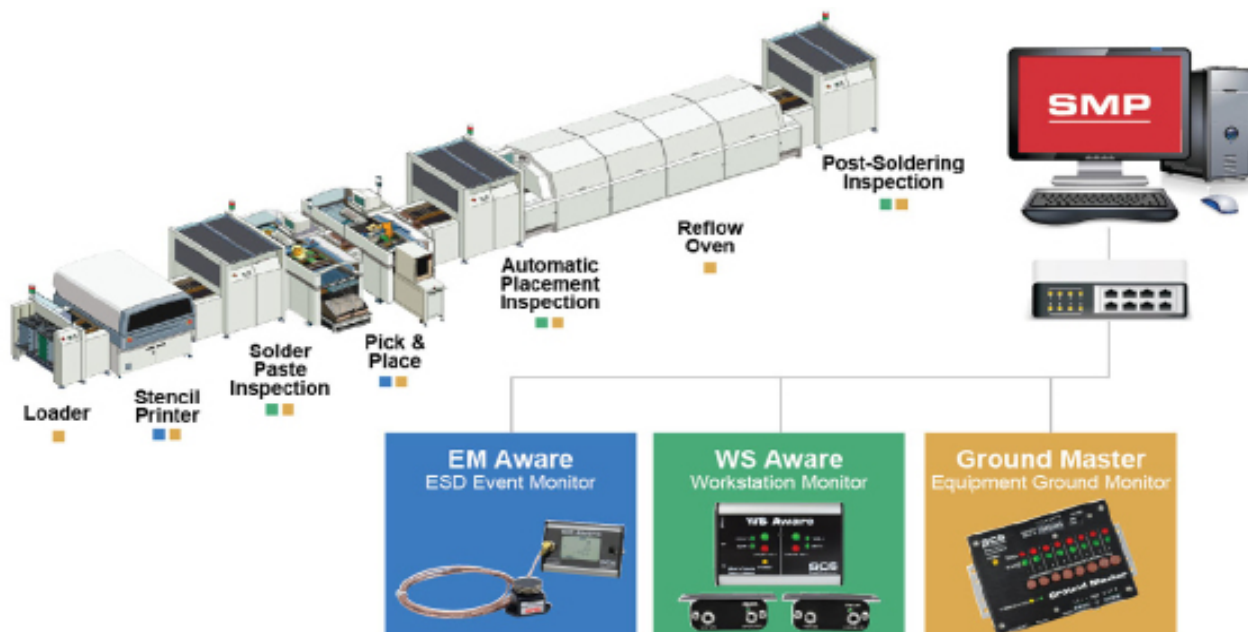 SMP
Post-Soldering
Inspection
Reflow
Oven
Automatic
Placement
Inspection
Pick &
Place
Solder
Paste
Inspection
Stencil
Printer
Loader
EM Aware
ESD Event Monitor
WS Aware
Workstation Monitor
Ground Master
Equipment Ground Monitor
WS Aware
SCS
SCS
Ground Master